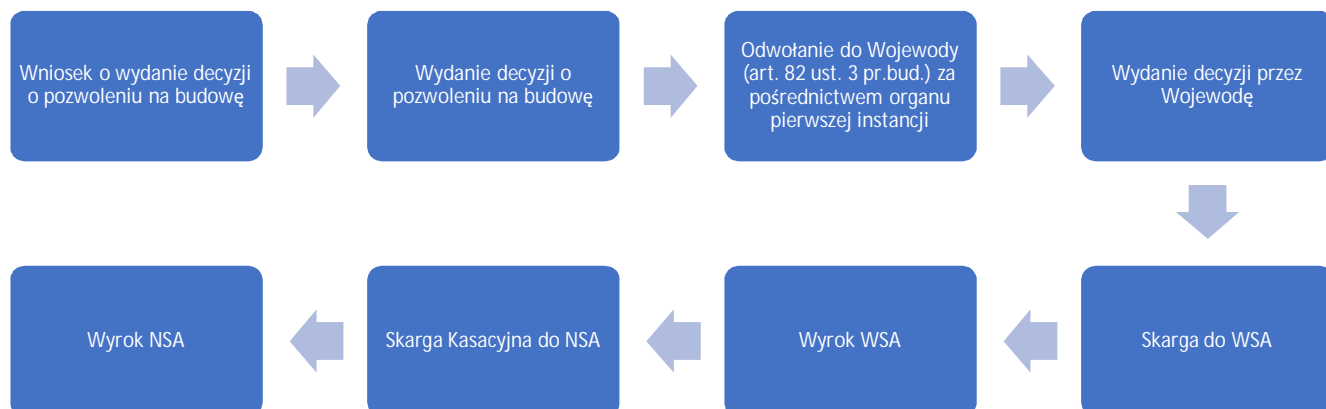 Wniosek o wydanie decyzji
o pozwoleniu na budowę
Wydanie decyzji o
pozwoleniu na budowę
Odwołanie do Wojewody
(art. 82 ust. 3 pr.bud.) za
pośrednictwem organu
pierwszej instancji
Wydanie decyzji przez
Wojewodę
Skarga do WSA
Wyrok WSA
Skarga Kasacyjna do NSA
Wyrok NSA